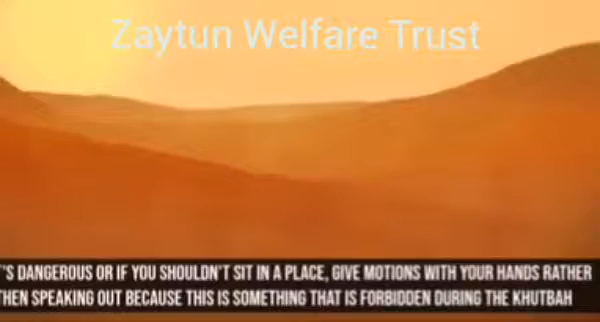 Zaytun Welfare Trust
T'S DANGEROUS OR IF YOU SHOULDN'T SIT IN A PLACE, GIVE MOTIONS WITH YOUR HANDS RATHER
THEN SPEAKING OUT BECAUSE THIS IS SOMETHING THAT IS FORBIDDEN DURING THE KHUTBAH